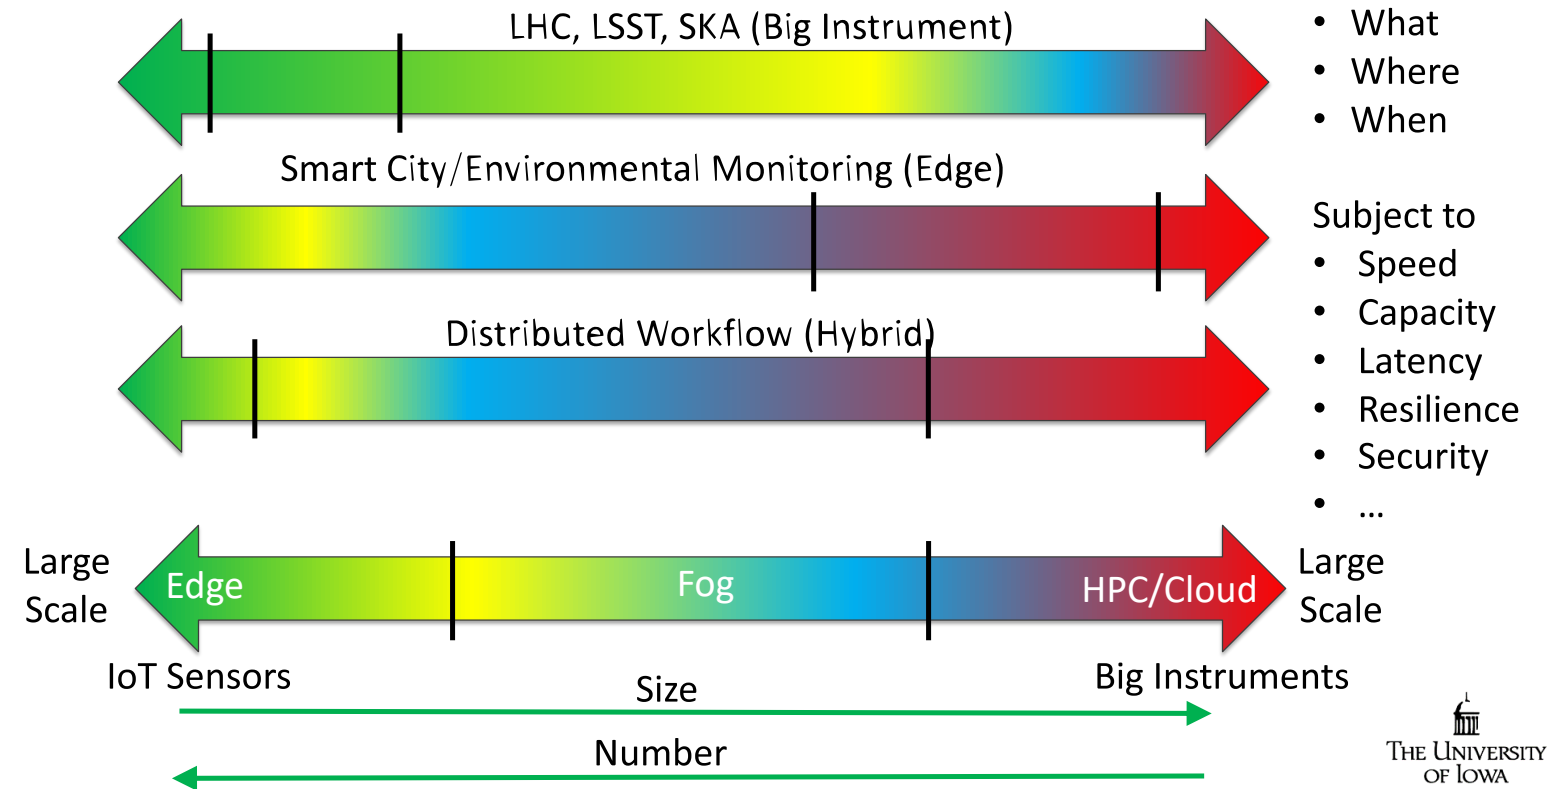 LHC, LSST, SKA (Big Instrument)
Smart City/Environmental Monitoring (Edge)
Distributed Workflow (Hybrid)
• What
• Where
• When
Subject to
• Speed
• Capacity
• Latency
• Resilience
• Security
• ...
Large
Scale
Edge
Fog
HPC/Cloud
Large
Scale
IoT Sensors
Big Instruments
Size
Number
THE UNIVERSITY
OF IOWA